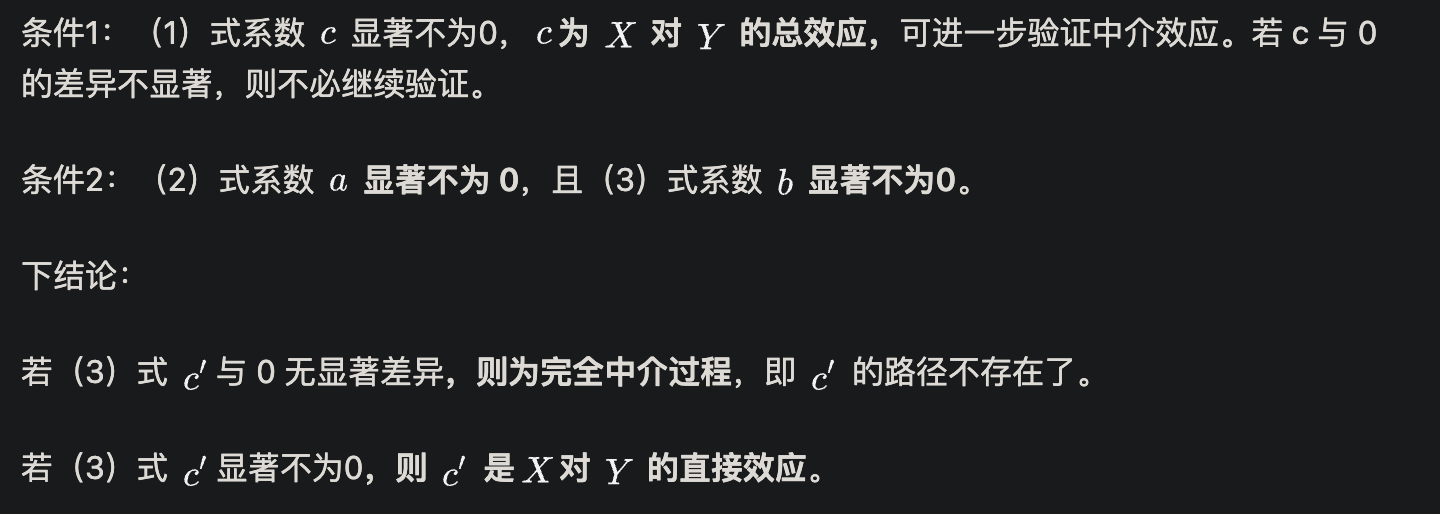 条件1：（1）式系数 c 显著不为0， c为 X 对 Y 的总效应，可进一步验证中介效应。若 c 与 0
的差异不显著，则不必继续验证。
条件2：（2）式系数 a 显著不为 0，且（3）式系数 b 显著不为0。
下结论：
若（3）式 c′ 与 0 无显著差异，则为完全中介过程，即 c′ 的路径不存在了。
若（3）式 c′ 显著不为0，则 c′ 是 X 对 Y 的直接效应。